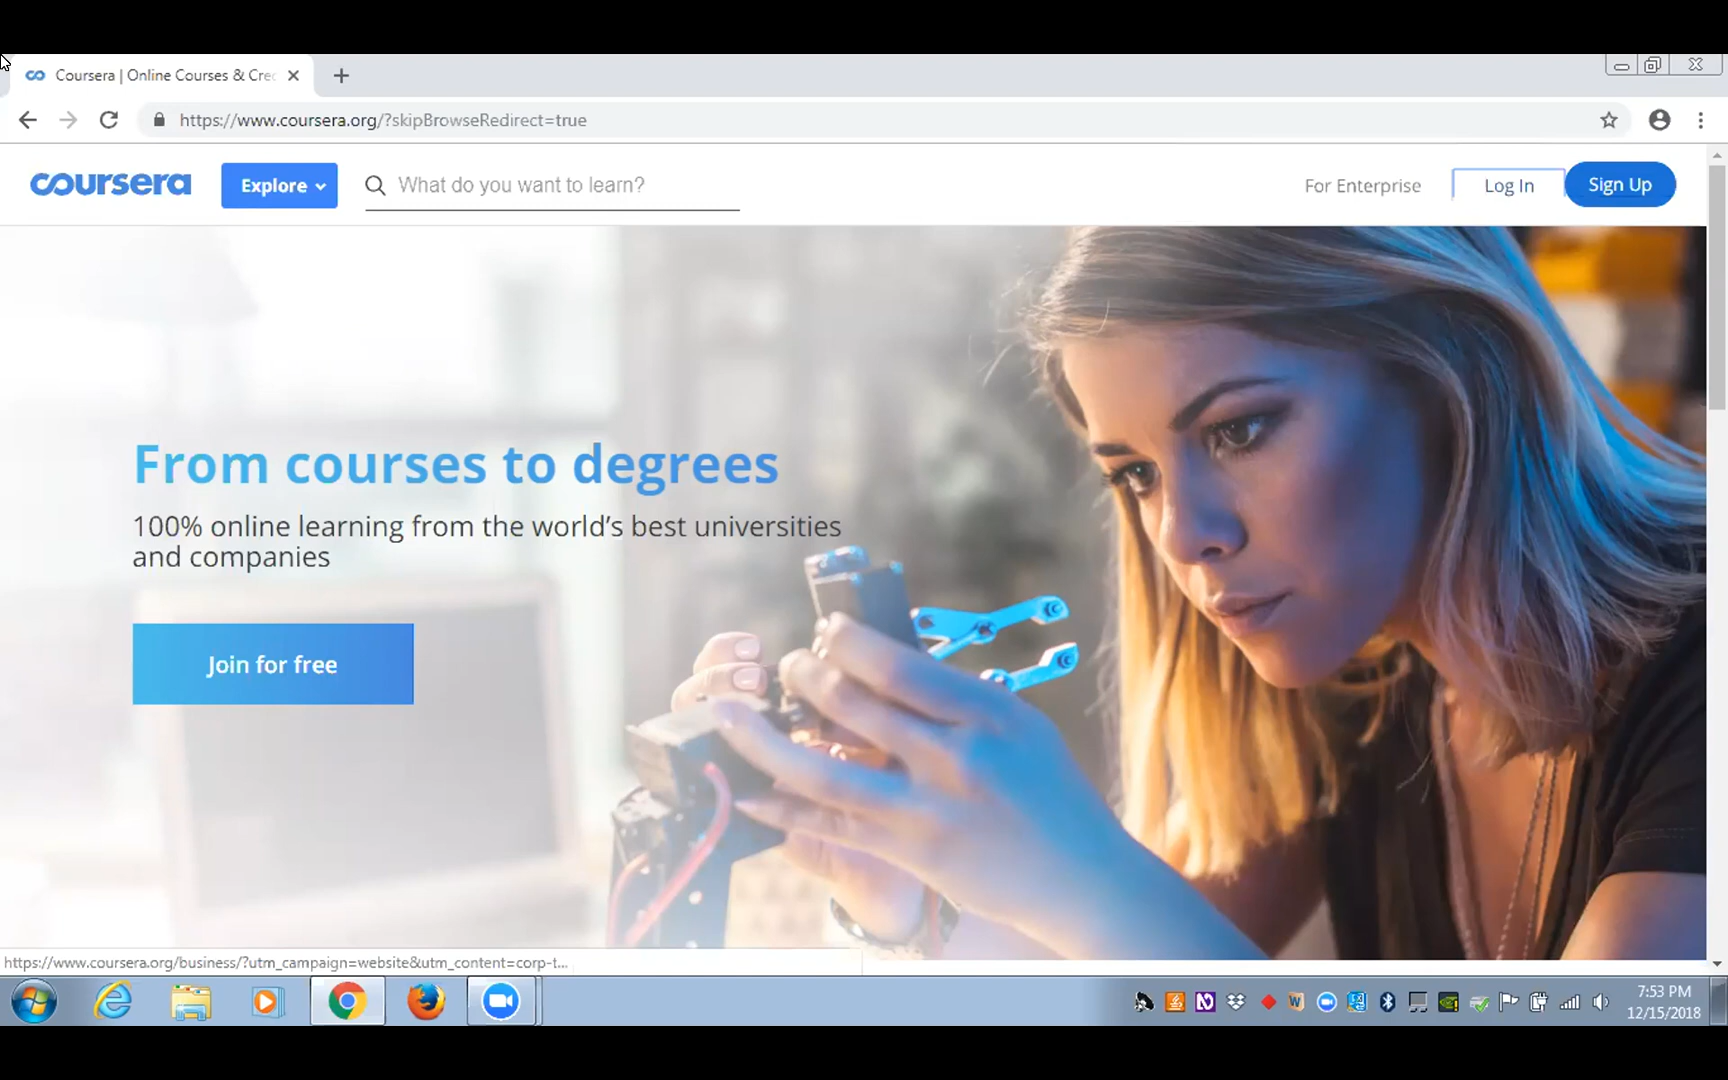 Coursera | Online Courses & Cre
https://www.coursera.org/?skipBrowseRedirect=true
coursera
Explore
What do you want to learn?
For Enterprise
Log In
Sign Up
From courses to degrees
100% online learning from the world's best universities
and companies
Join for free
https://www.coursera.org/business/?utm_campaign=website&utm_content=corp-t...
7:53 PM
12/15/2018